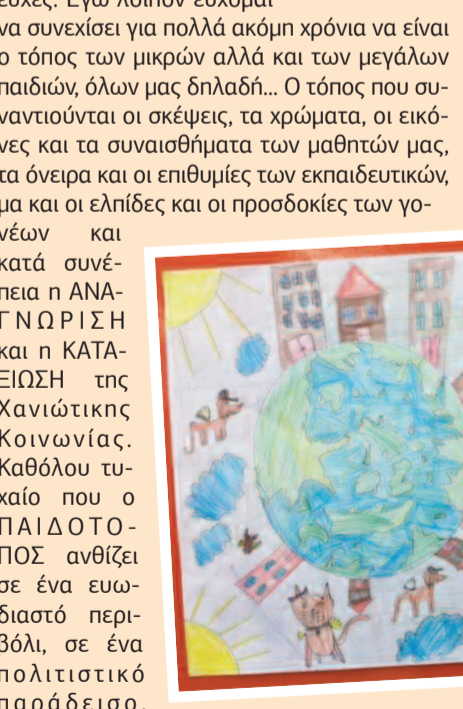 ευχές. Εγώ λοιπόν εύχομαι
να συνεχίσει για πολλά ακόμη χρόνια να είναι
ο τόπος των μικρών αλλά και των μεγάλων
παιδιών, όλων μας δηλαδή... Ο τόπος που συ-
ναντιούνται οι σκέψεις, τα χρώματα, οι εικό-
νες και τα συναισθήματα των μαθητών μας,
τα όνειρα και οι επιθυμίες των εκπαιδευτικών,
μα και οι ελπίδες και οι προσδοκίες των γο-
νέων και
κατά συνέ-
πεια η ΑΝΑ-
ΓΝΩΡΙΣΗ
και η ΚΑΤΑ-
ΞΙΩΣΗ της
Χανιώτικης
Κοινωνίας.
Καθόλου τυ-
χαίο που ο
ΠΑΙΔΟΤΟ-
ΠΟΣ ανθίζει
σε ένα ευω-
διαστό περι-
βόλι, σε ένα
πολιτιστικό
παράδεισο.